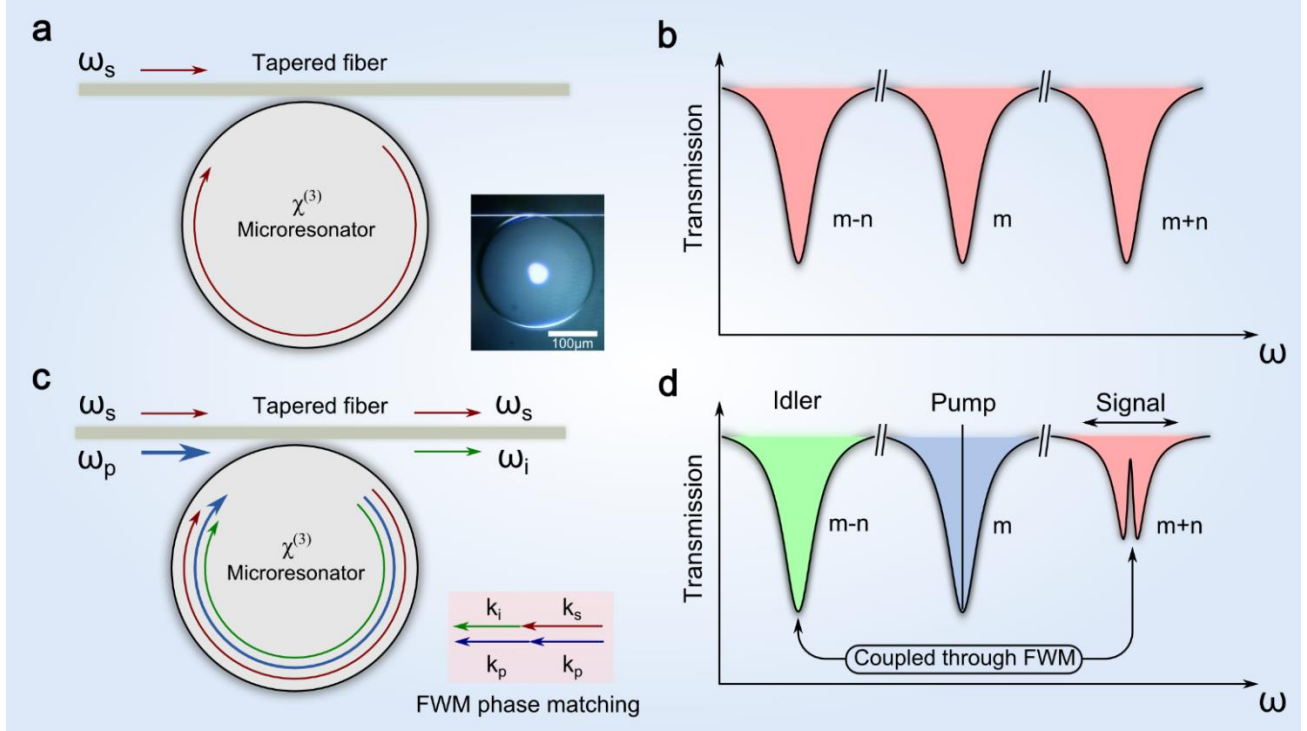 a
ωs
Tapered fiber
χ(3)
Microresonator
100μm
b
Transmission
m-n
m
m+n
ω
c
ωs
Tapered fiber
ωs
ωp
ωi
χ(3)
Microresonator
ki
ks
kp
kp
FWM phase matching
d
Idler
Pump
Signal
Transmission
m-n
m
m+n
Coupled through FWM
ω